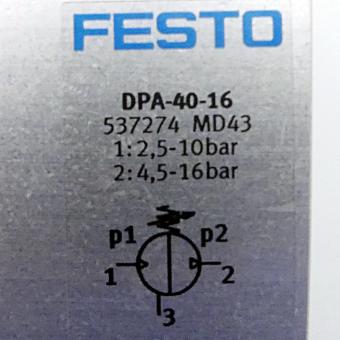 FESTO
DPA-40-16
537274 MD43
1:2,5-10bar
2:4,5-16bar
p1 p2
1 2
3